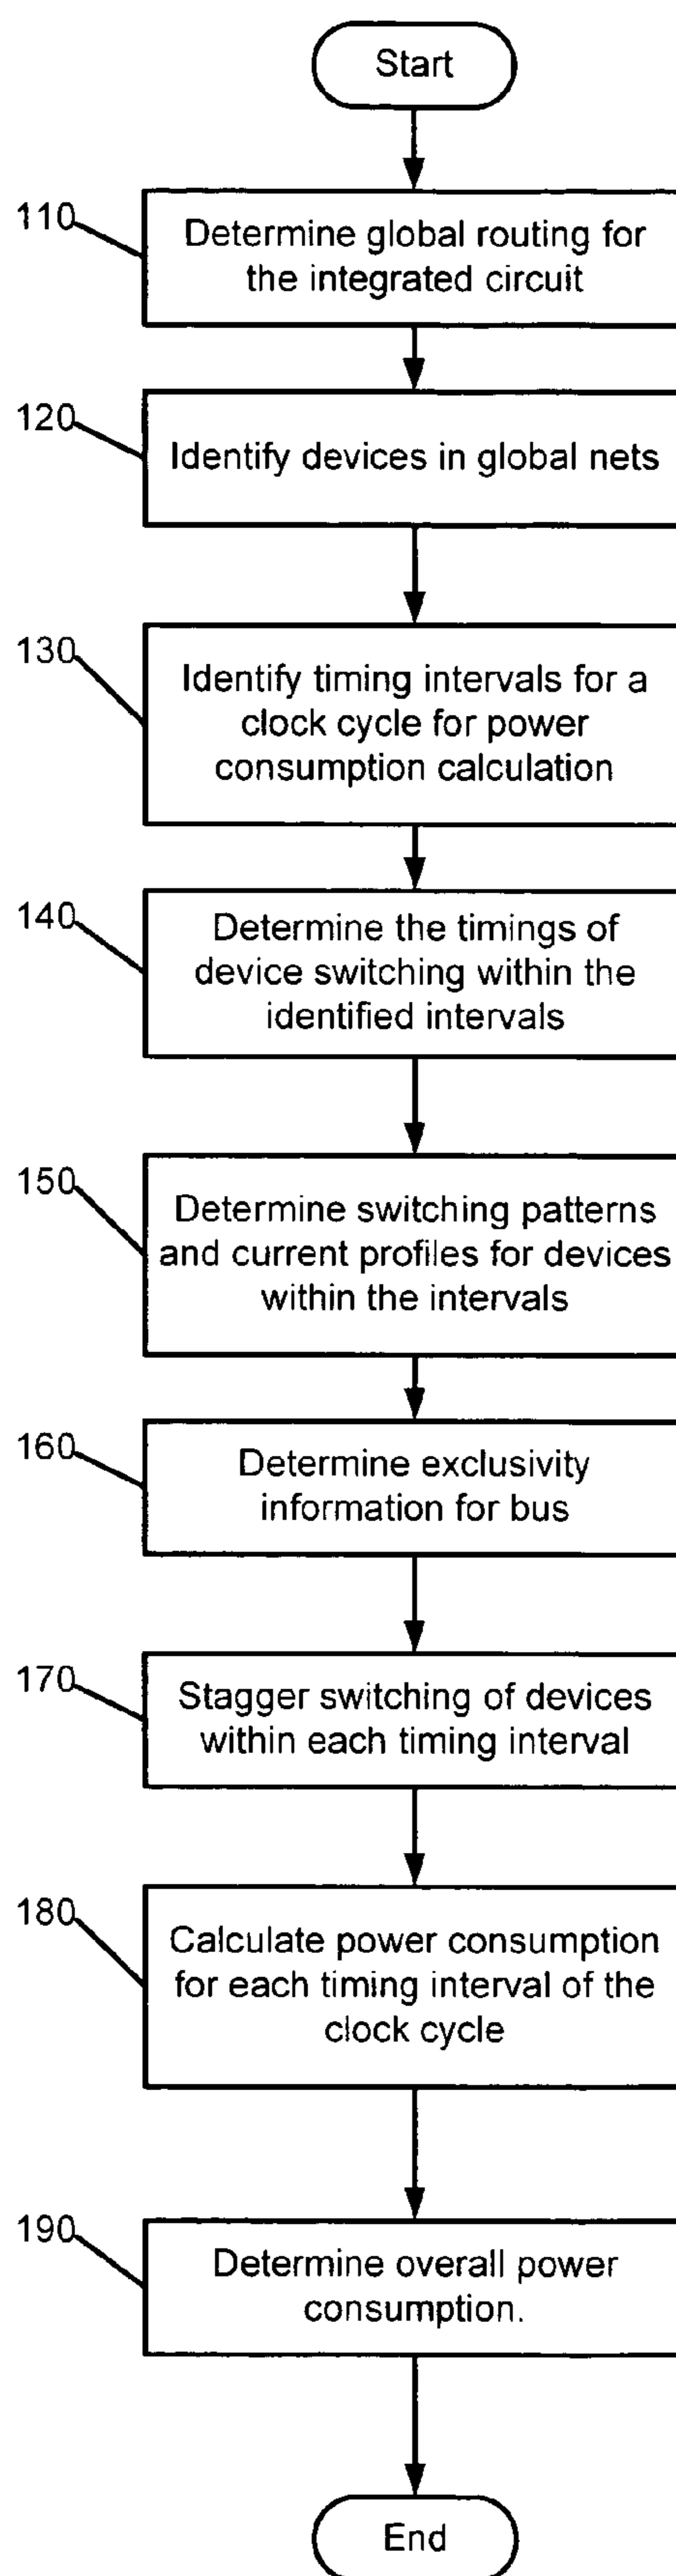 Start
110
Determine global routing for
the integrated circuit
120
Identify devices in global nets
130
Identify timing intervals for a
clock cycle for power
consumption calculation
140
Determine the timings of
device switching within the
identified intervals
150
Determine switching patterns
and current profiles for devices
within the intervals
160
Determine exclusivity
information for bus
170
Stagger switching of devices
within each timing interval
180
Calculate power consumption
for each timing interval of the
clock cycle
190
Determine overall power
consumption.
End